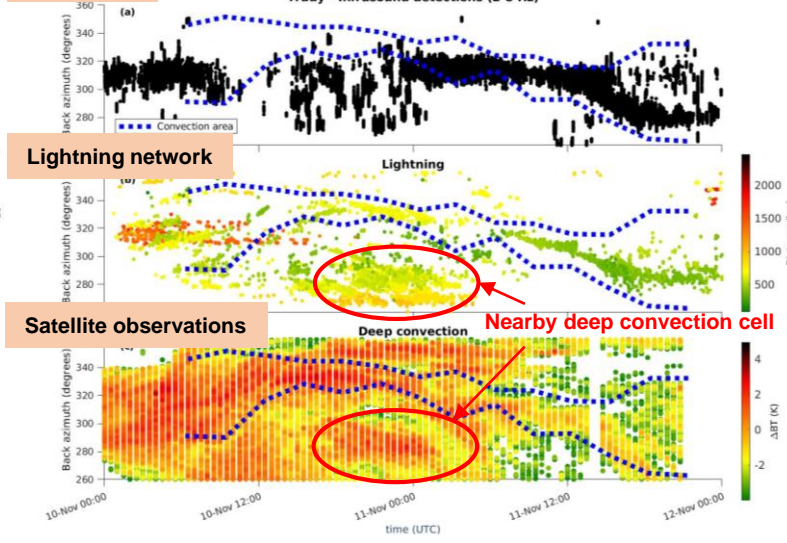 360
(a)
340
320
300
280
Back azimuth (degrees)
Convection area
Lightning network
Lightning
(b)
340
320
300
280
Back azimuth (degrees)
2000
1500
1000
500
Nearby deep convection cell
Satellite observations
Deep convection
(c)
340
320
300
280
260
Back azimuth (degrees)
4
2
0
-2
ΔBT (K)
10-Nov 00:00
10-Nov 12:00
11-Nov 00:00
11-Nov 12:00
12-Nov 00:00
time (UTC)